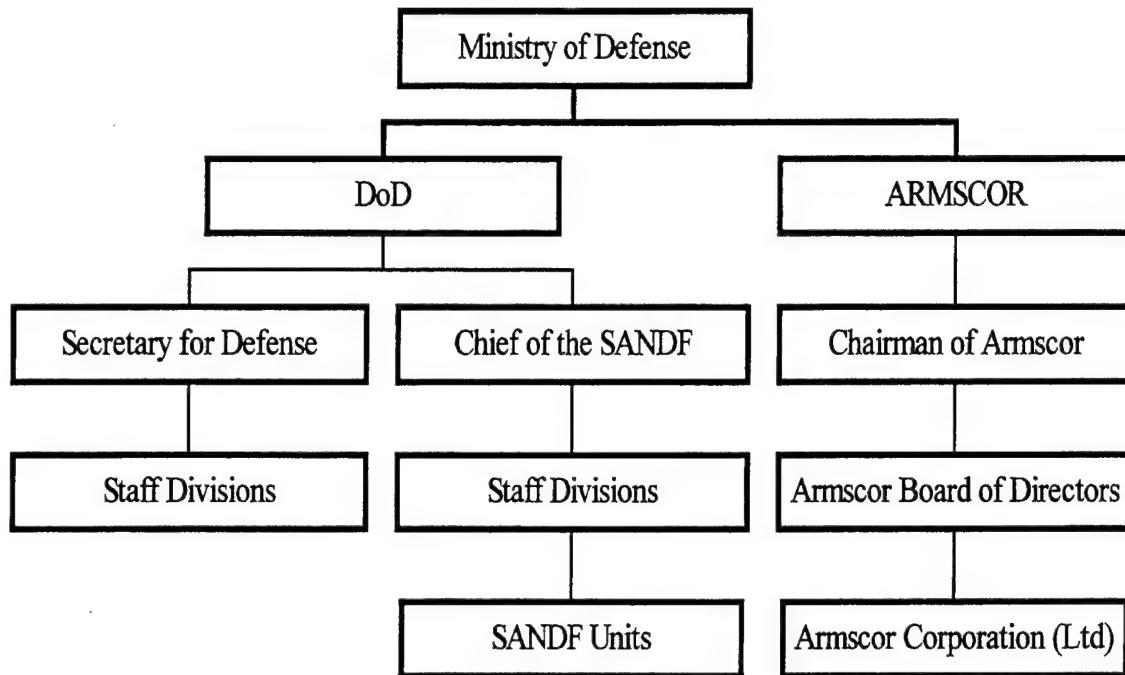 Ministry of Defense
DoD
ARMSCOR
Secretary for Defense
Chief of the SANDF
Chairman of Armscor
Staff Divisions
Staff Divisions
Armscor Board of Directors
SANDF Units
Armscor Corporation (Ltd)